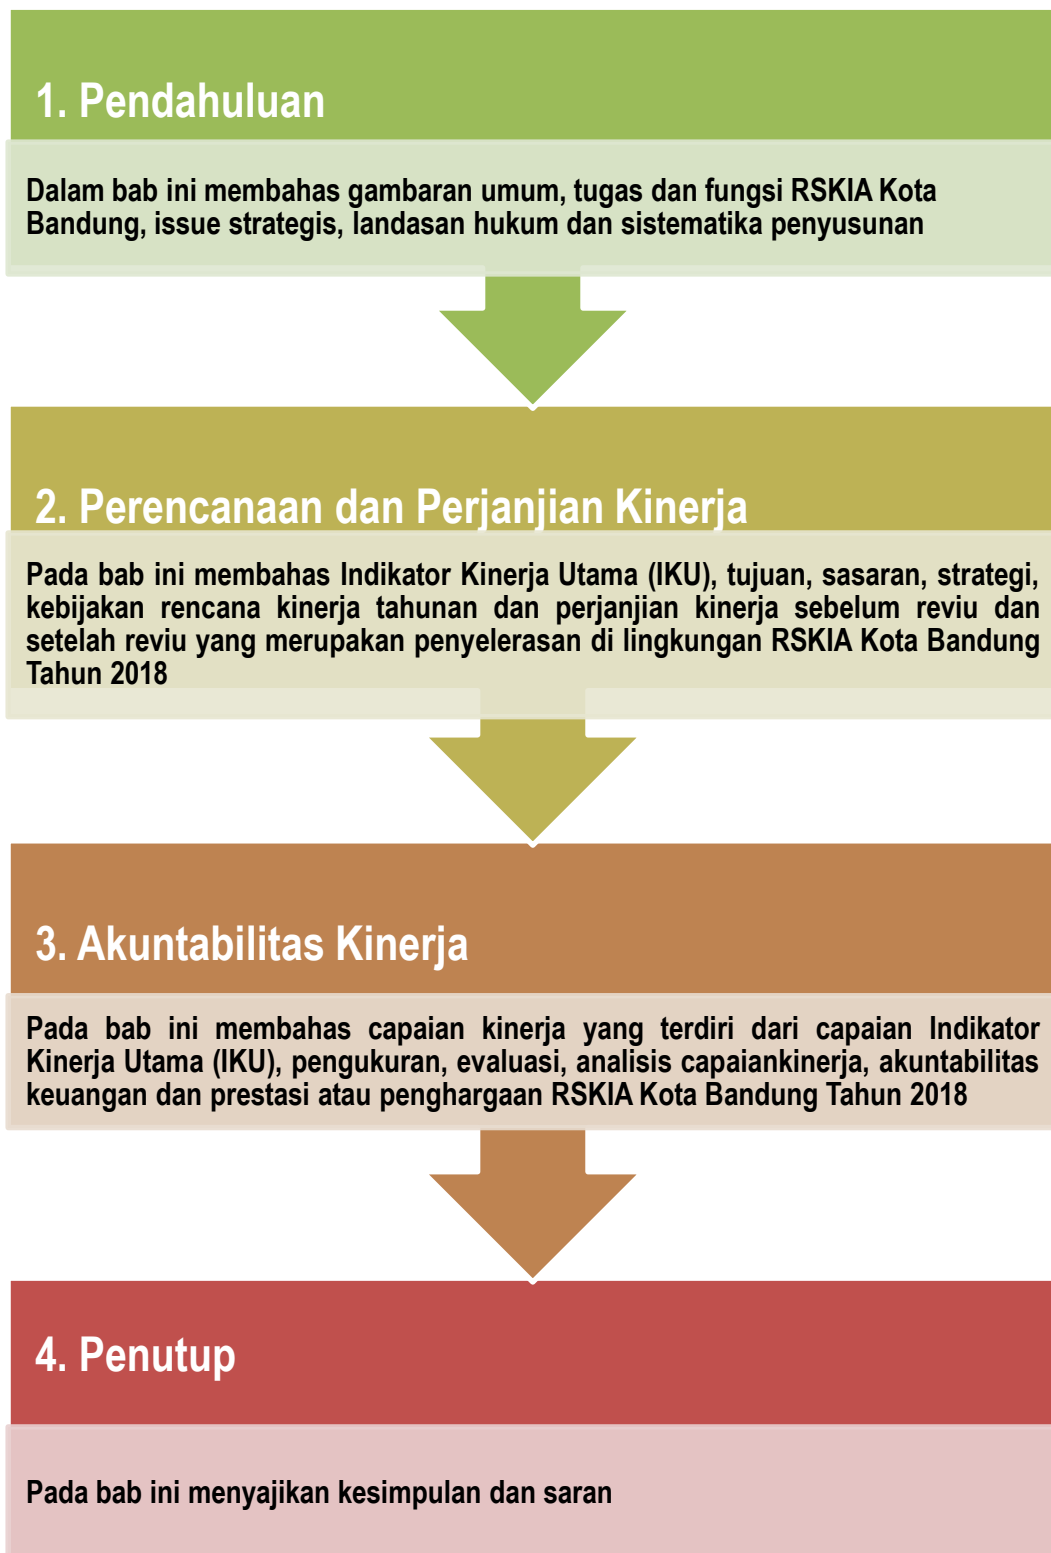 1. Pendahuluan
Dalam bab ini membahas gambaran umum, tugas dan fungsi RSKIA Kota
Bandung, issue strategis, landasan hukum dan sistematika penyusunan
2. Perencanaan dan Perjanjian Kinerja
Pada bab ini membahas Indikator Kinerja Utama (IKU), tujuan, sasaran, strategi,
kebijakan rencana kinerja tahunan dan perjanjian kinerja sebelum reviu dan
setelah reviu yang merupakan penyelerasan di lingkungan RSKIA Kota Bandung
Tahun 2018
3. Akuntabilitas Kinerja
Pada bab ini membahas capaian kinerja yang terdiri dari capaian Indikator
Kinerja Utama (IKU), pengukuran, evaluasi, analisis capaiankinerja, akuntabilitas
keuangan dan prestasi atau penghargaan RSKIA Kota Bandung Tahun 2018
4. Penutup
Pada bab ini menyajikan kesimpulan dan saran